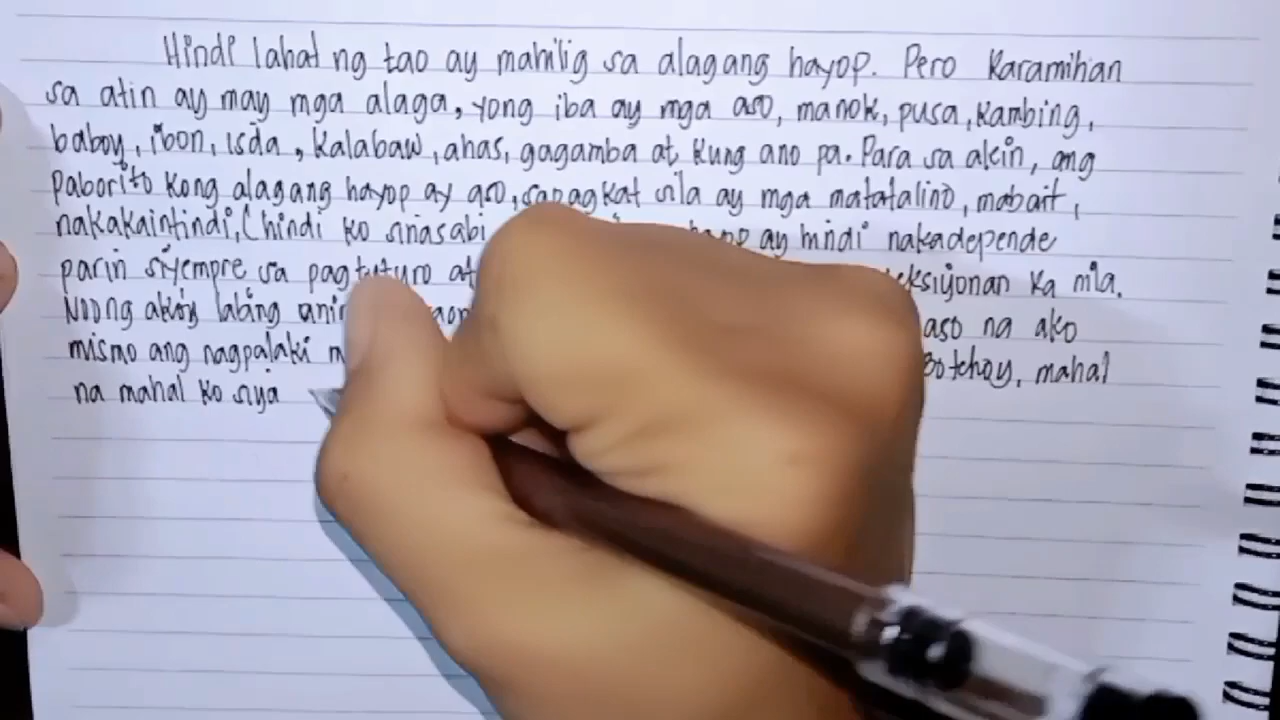 Hindi lahat ng tao ay mahilig sa alagang hayop. Pero karamihan
sa atin ay may mga alaga, yong iba ay mga aso, manok, pusa, kambing,
baboy, ibon, isda, kalabaw, ahas, gagamba at kung ano pa. Para sa akin, ang
paborito kong alagang hayop ay aso, sapagkat sila ay mga matatalino, mabait,
nakakaintindi, (hindi ko sinasabi ay hindi nakadepende
parin siyempre sa pagtuturo at ka nila.
Noong ako'y labing aso na ako
mismo ang nagpalaki Botchoy, mahal
na mahal ko siya